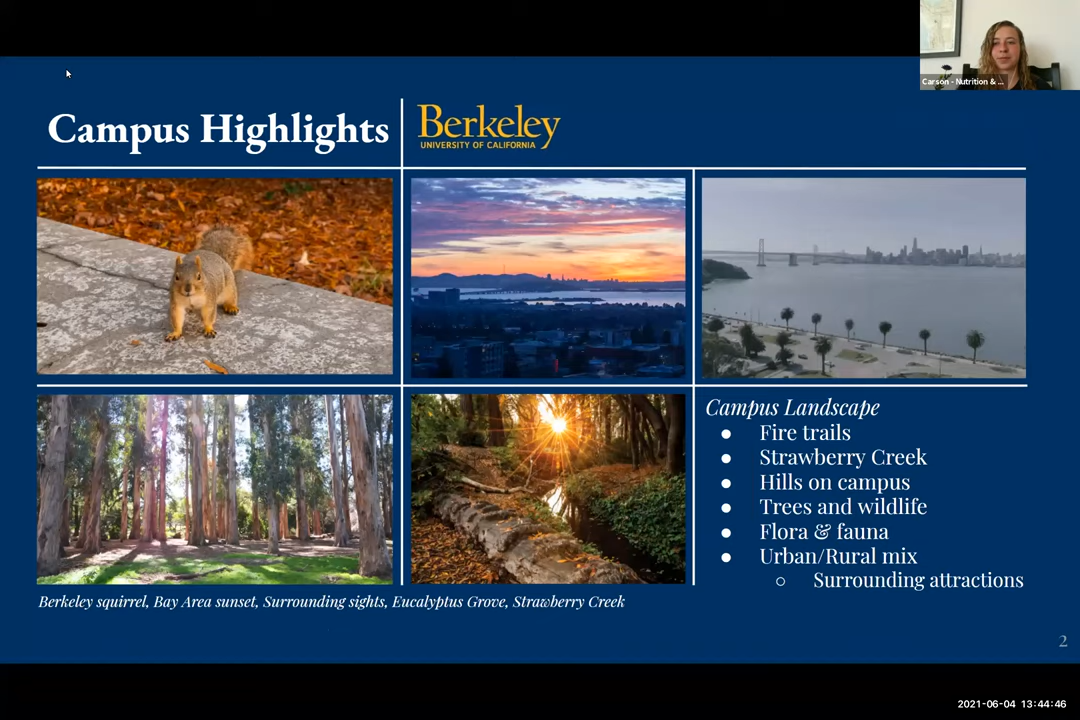 Carson - Nutrition & ...
Campus Highlights
Berkeley
UNIVERSITY OF CALIFORNIA
Campus Landscape
● Fire trails
● Strawberry Creek
● Hills on campus
● Trees and wildlife
● Flora & fauna
● Urban/Rural mix
○ Surrounding attractions
Berkeley squirrel, Bay Area sunset, Surrounding sights, Eucalyptus Grove, Strawberry Creek
2
2021-06-04 13:44:46